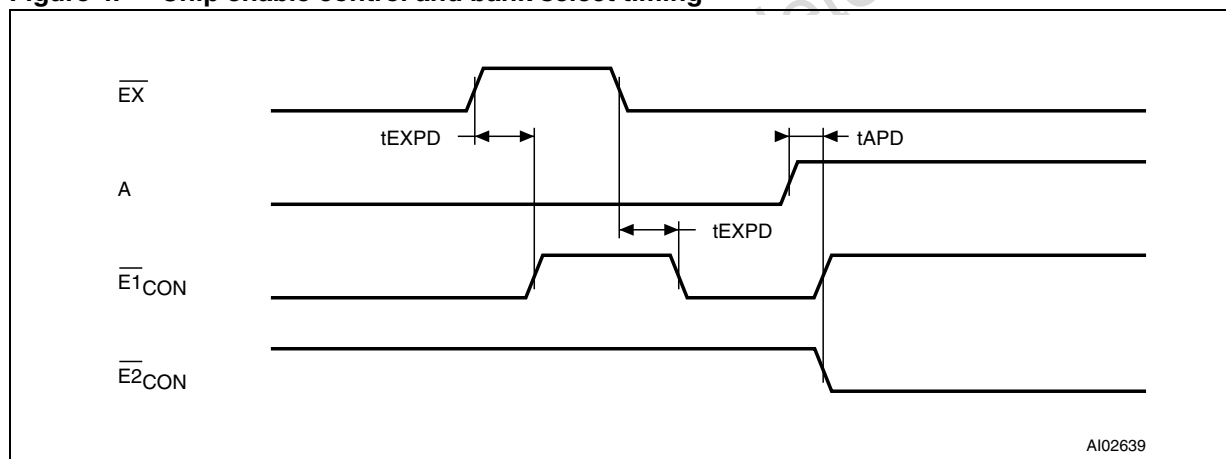 Figure 4. Chip enable control and bank select timing
EX
tEXPD
tAPD
A
tEXPD
E1CON
E2CON
AI02639